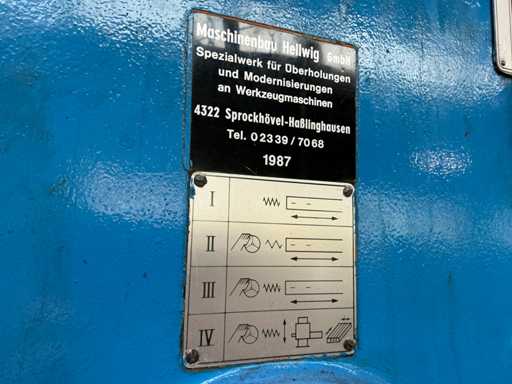 Maschinenbau Hellwig GmbH
Spezialwerk für Überholungen
und Modernisierungen
an Werkzeugmaschinen
4322 Sprockhövel-Haßlinghausen
Tel. 02339/7068
1987
I
II
III
IV